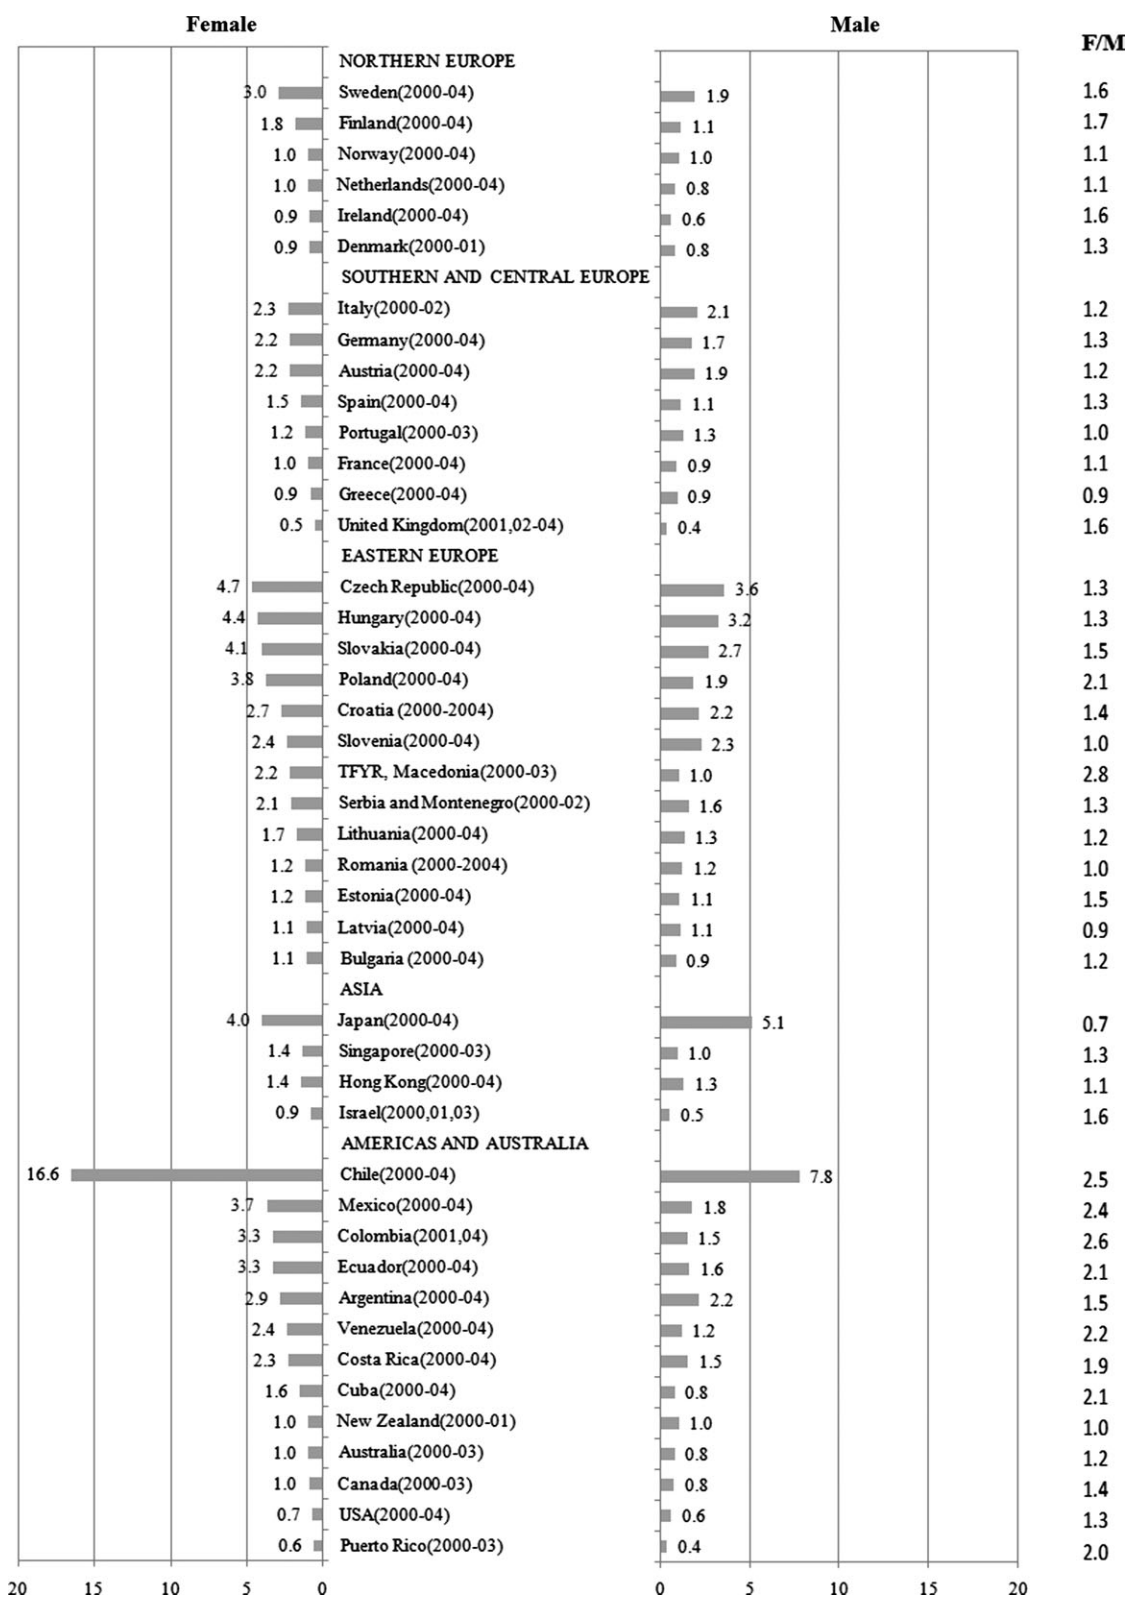 Female Male F/M
NORTHERN EUROPE
3.0 Sweden(2000-04) 1.9 1.6
1.8 Finland(2000-04) 1.1 1.7
1.0 Norway(2000-04) 1.0 1.1
1.0 Netherlands(2000-04) 0.8 1.1
0.9 Ireland(2000-04) 0.6 1.6
0.9 Denmark(2000-01) 0.8 1.3
SOUTHERN AND CENTRAL EUROPE
2.3 Italy(2000-02) 2.1 1.2
2.2 Germany(2000-04) 1.7 1.3
2.2 Austria(2000-04) 1.9 1.2
1.5 Spain(2000-04) 1.1 1.3
1.2 Portugal(2000-03) 1.3 1.0
1.0 France(2000-04) 0.9 1.1
0.9 Greece(2000-04) 0.9 0.9
0.5 United Kingdom(2001,02-04) 0.4 1.6
EASTERN EUROPE
4.7 Czech Republic(2000-04) 3.6 1.3
4.4 Hungary(2000-04) 3.2 1.3
4.1 Slovakia(2000-04) 2.7 1.5
3.8 Poland(2000-04) 1.9 2.1
2.7 Croatia (2000-2004) 2.2 1.4
2.4 Slovenia(2000-04) 2.3 1.0
2.2 TFYR, Macedonia(2000-03) 1.0 2.8
2.1 Serbia and Montenegro(2000-02) 1.6 1.3
1.7 Lithuania(2000-04) 1.3 1.2
1.2 Romania (2000-2004) 1.2 1.0
1.2 Estonia(2000-04) 1.1 1.5
1.1 Latvia(2000-04) 1.1 0.9
1.1 Bulgaria (2000-04) 0.9 1.2
ASIA
4.0 Japan(2000-04) 5.1 0.7
1.4 Singapore(2000-03) 1.0 1.3
1.4 Hong Kong(2000-04) 1.3 1.1
0.9 Israel(2000,01,03) 0.5 1.6
AMERICAS AND AUSTRALIA
16.6 Chile(2000-04) 7.8 2.5
3.7 Mexico(2000-04) 1.8 2.4
3.3 Colombia(2001,04) 1.5 2.6
3.3 Ecuador(2000-04) 1.6 2.1
2.9 Argentina(2000-04) 2.2 1.5
2.4 Venezuela(2000-04) 1.2 2.2
2.3 Costa Rica(2000-04) 1.5 1.9
1.6 Cuba(2000-04) 0.8 2.1
1.0 New Zealand(2000-01) 1.0 1.0
1.0 Australia(2000-03) 0.8 1.2
1.0 Canada(2000-03) 0.8 1.4
0.7 USA(2000-04) 0.6 1.3
0.6 Puerto Rico(2000-03) 0.4 2.0
20 15 10 5 0 0 5 10 15 20